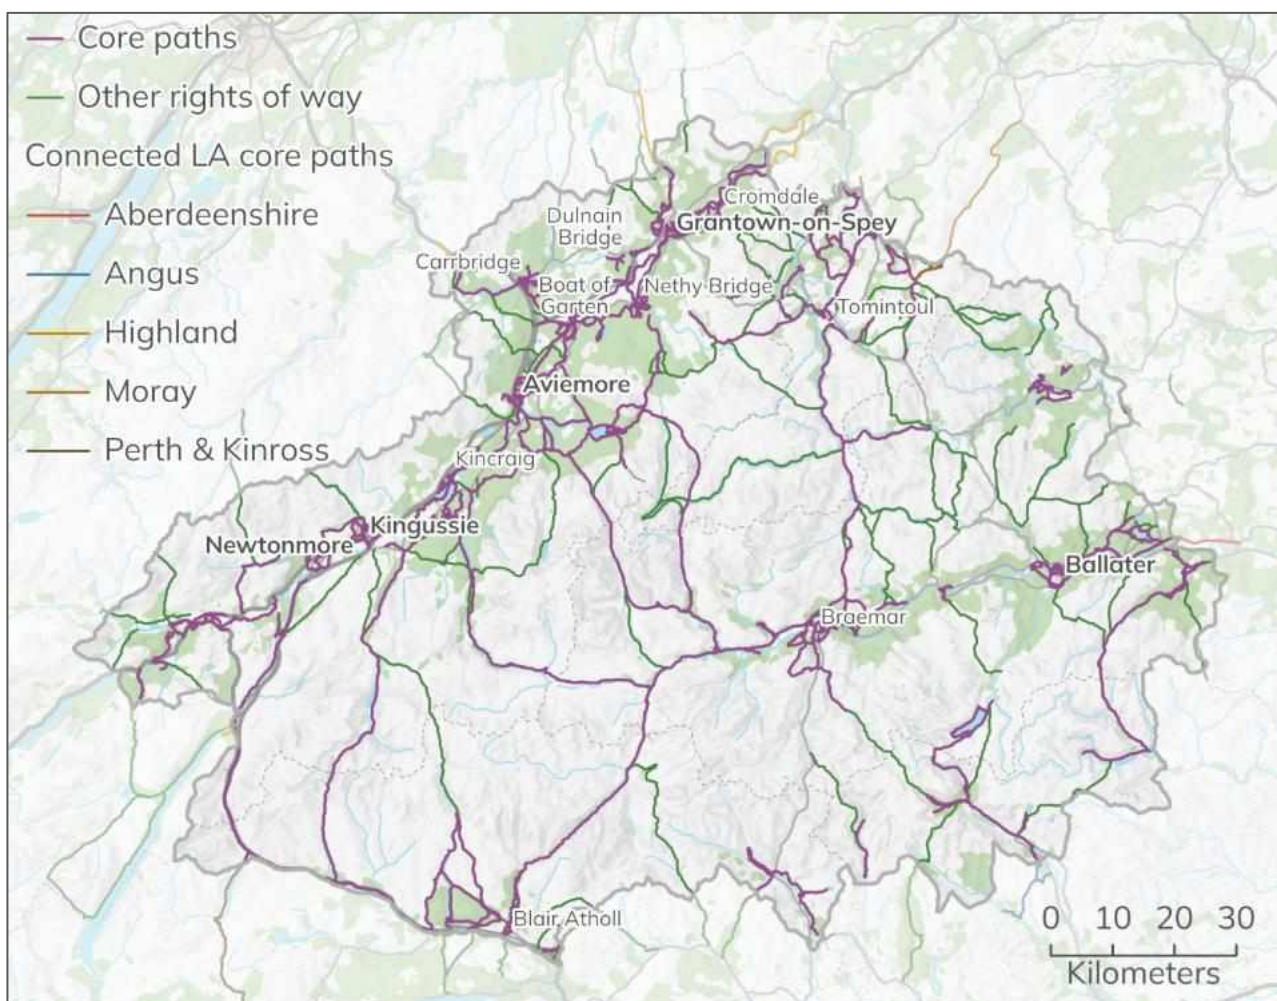 Core paths
Other rights of way
Connected LA core paths
Aberdeenshire
Angus
Highland
Moray
Perth & Kinross
Cromdale
Dulnain
Bridge
Grantown-on-Spey
Carrbridge
Boat of
Garten
Nethy Bridge
Tomintoul
Aviemore
Kincraig
Kingussie
Newtonmore
Ballater
Braemar
Blair Atholl
0 10 20 30
Kilometers